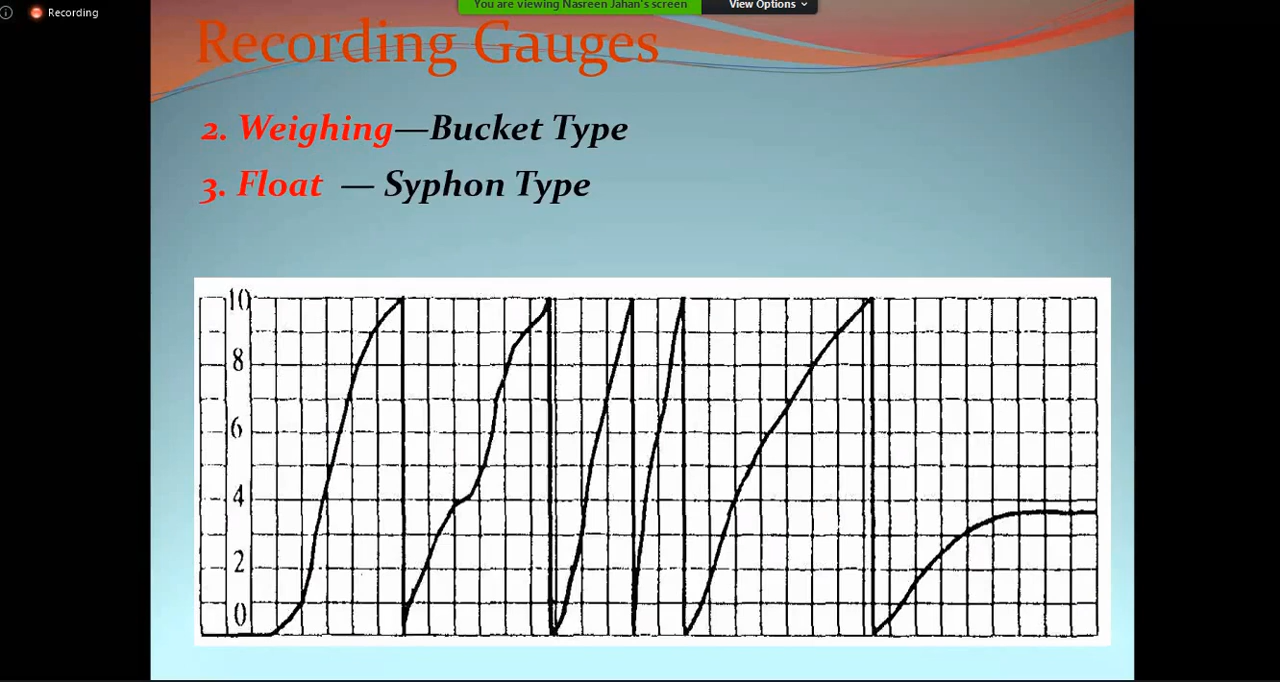 Recording
You are viewing Nasreen Jahan's screen
View Options
Recording Gauges
2. Weighing—Bucket Type
3. Float — Syphon Type
10
8
6
4
2
0